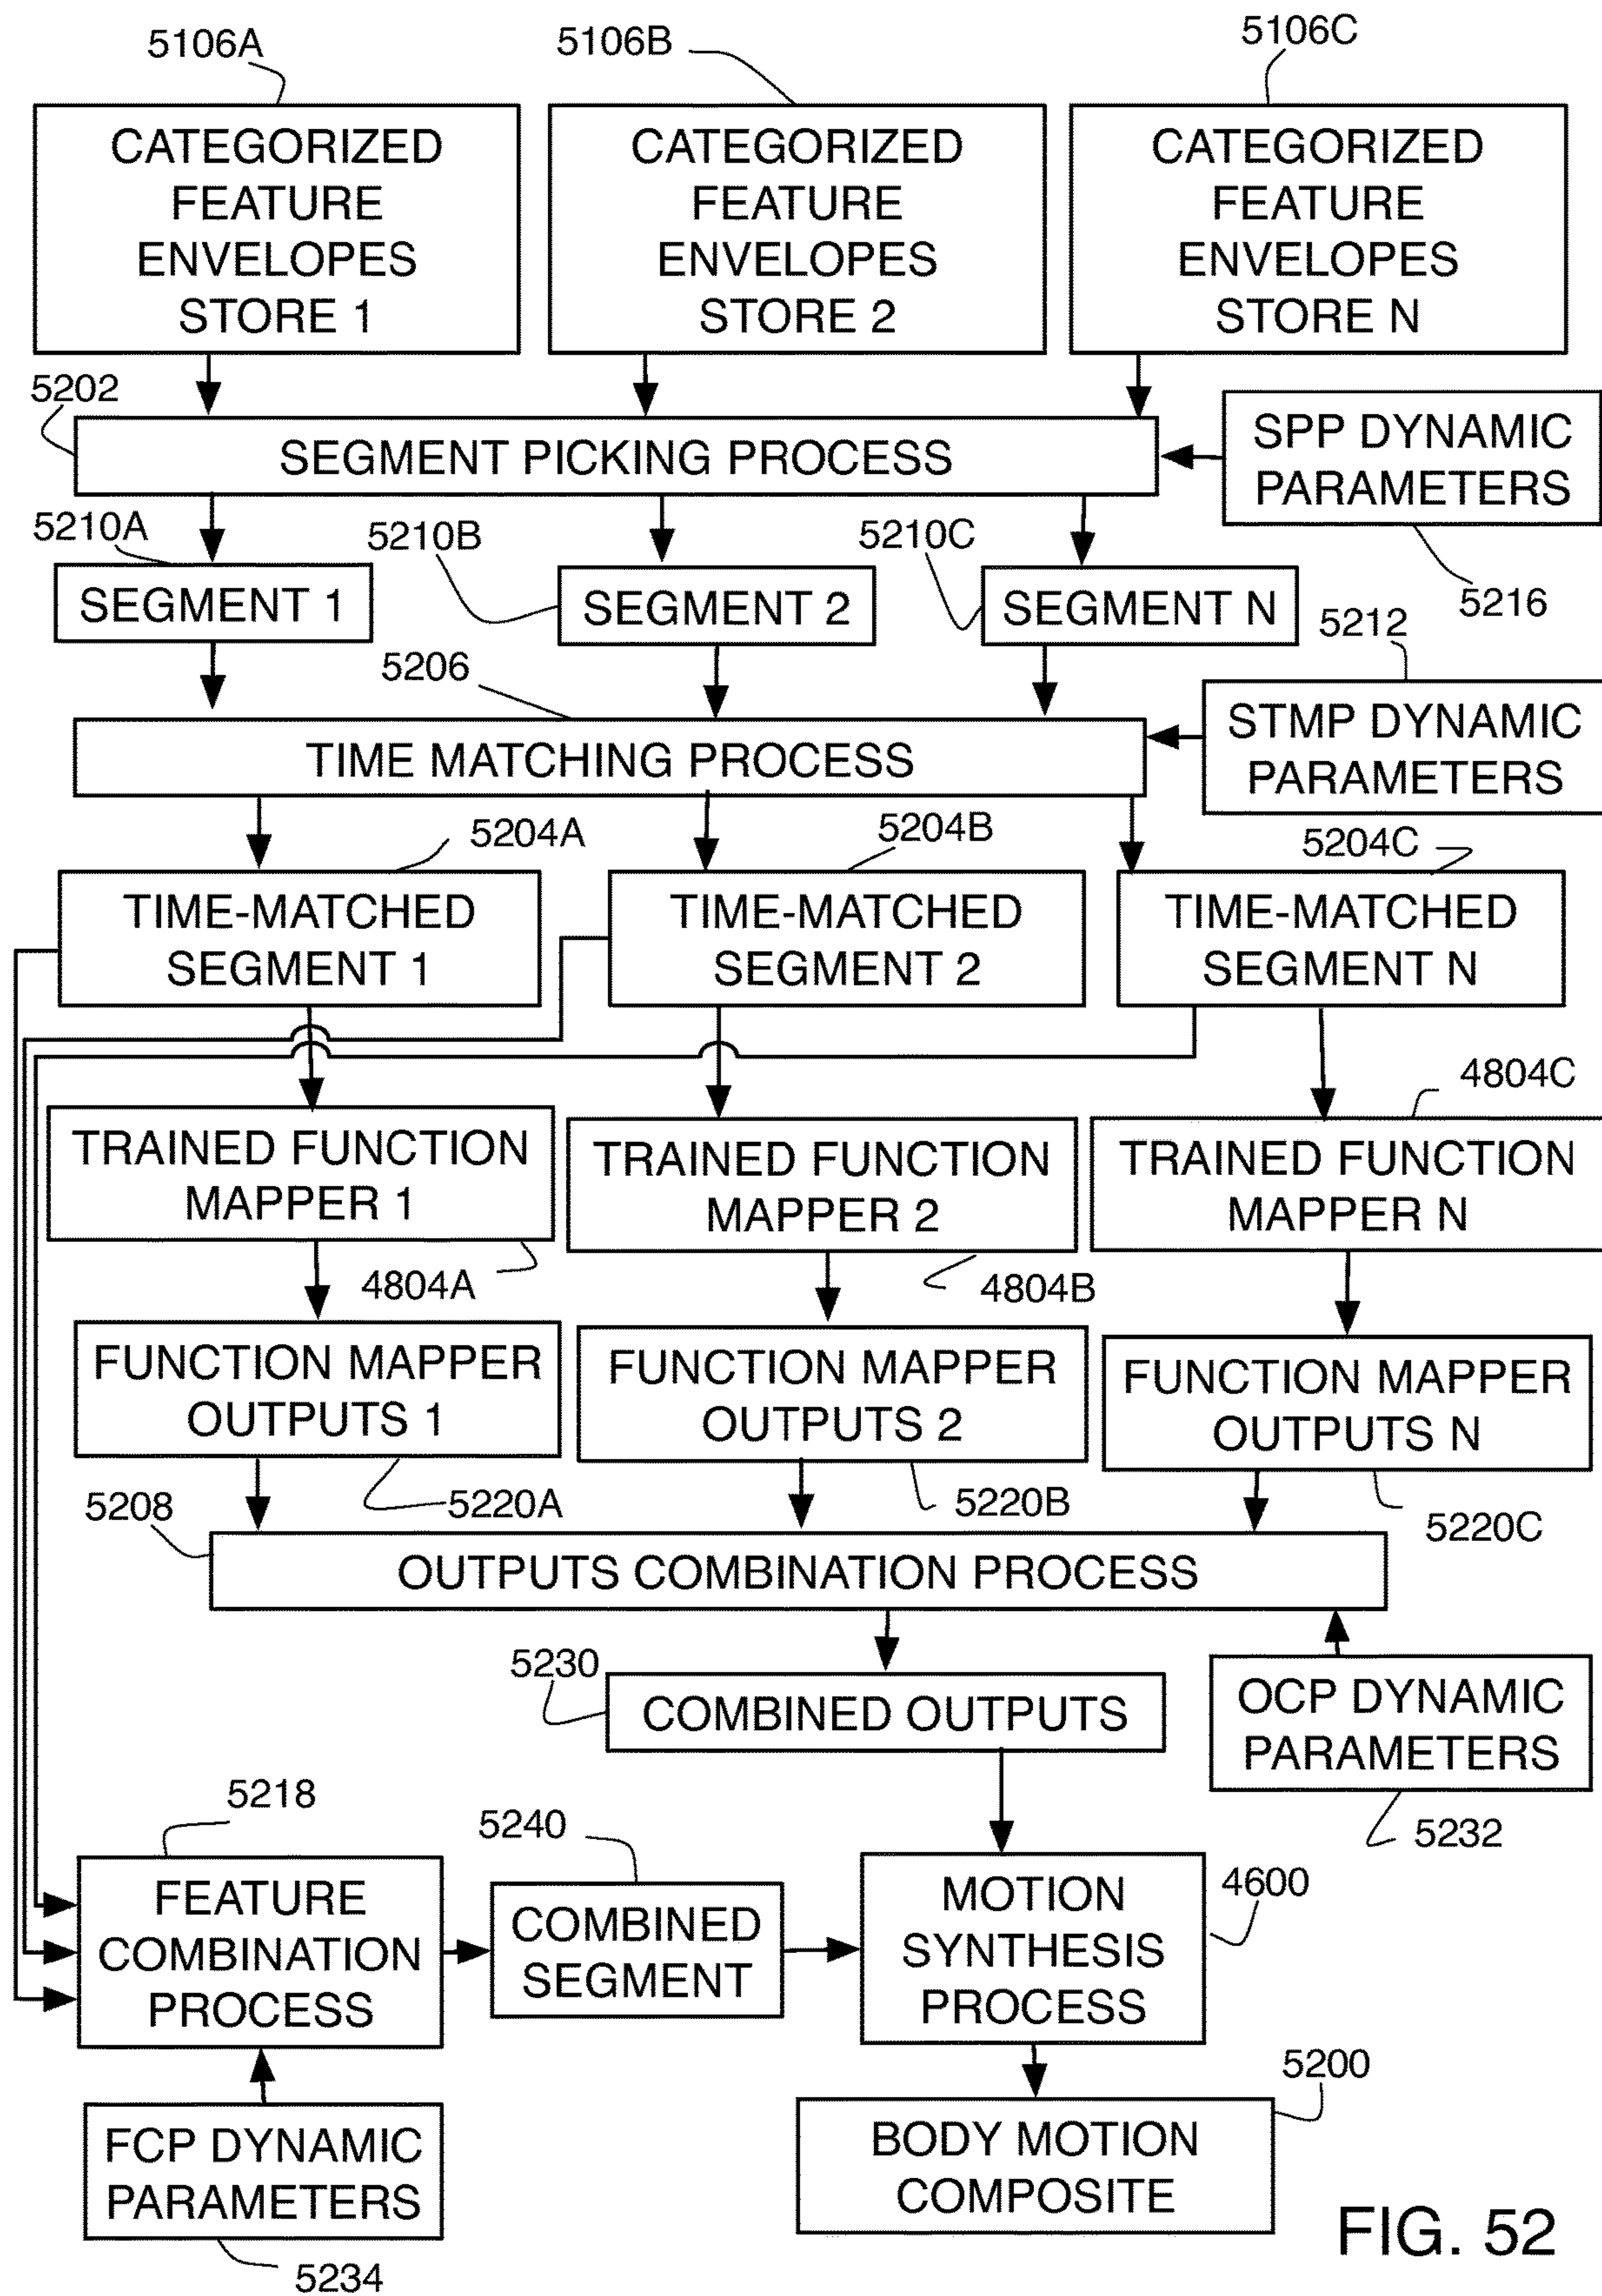 5106A
5106B
5106C
CATEGORIZED
FEATURE
ENVELOPES
STORE 1
CATEGORIZED
FEATURE
ENVELOPES
STORE 2
CATEGORIZED
FEATURE
ENVELOPES
STORE N
5202
SEGMENT PICKING PROCESS
SPP DYNAMIC
PARAMETERS
5216
5210A
5210B
5210C
SEGMENT 1
SEGMENT 2
SEGMENT N
5206
5212
TIME MATCHING PROCESS
STMP DYNAMIC
PARAMETERS
5204A
5204B
5204C
TIME-MATCHED
SEGMENT 1
TIME-MATCHED
SEGMENT 2
TIME-MATCHED
SEGMENT N
4804C
TRAINED FUNCTION
MAPPER 1
TRAINED FUNCTION
MAPPER 2
TRAINED FUNCTION
MAPPER N
4804A
4804B
FUNCTION MAPPER
OUTPUTS 1
FUNCTION MAPPER
OUTPUTS 2
FUNCTION MAPPER
OUTPUTS N
5208
5220A
5220B
5220C
OUTPUTS COMBINATION PROCESS
5230
COMBINED OUTPUTS
OCP DYNAMIC
PARAMETERS
5232
5218
5240
FEATURE
COMBINATION
PROCESS
COMBINED
SEGMENT
MOTION
SYNTHESIS
PROCESS
4600
5200
FCP DYNAMIC
PARAMETERS
5234
BODY MOTION
COMPOSITE
FIG. 52